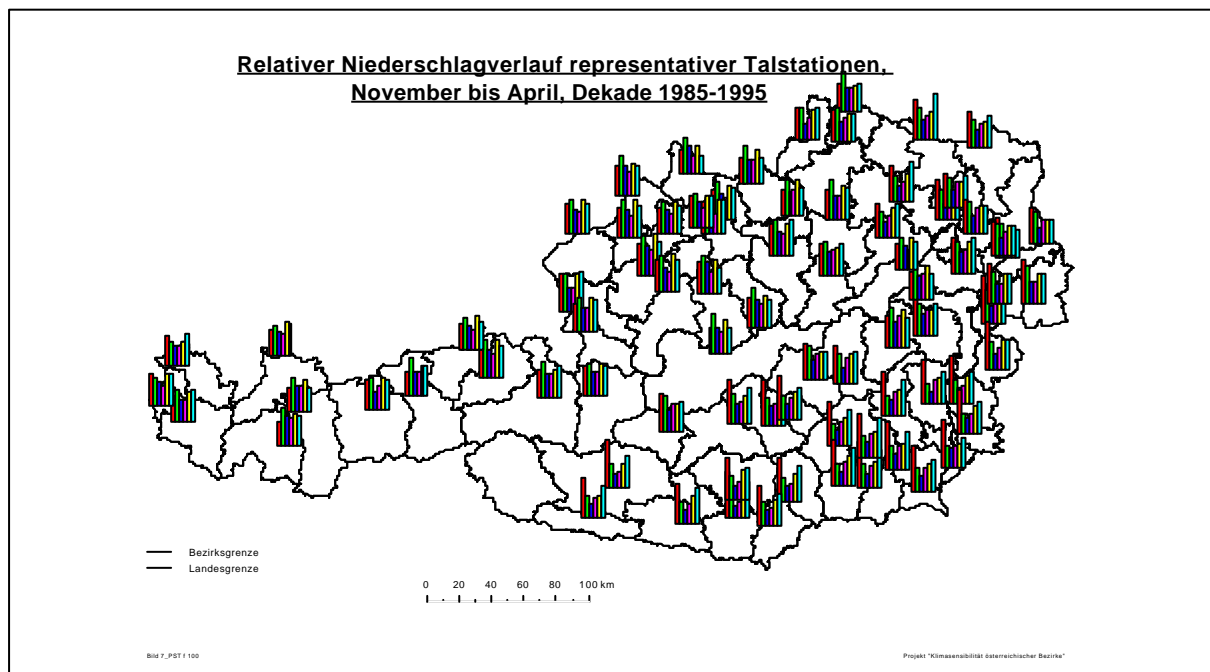 Relativer Niederschlagverlauf representativer Talstationen,
November bis April, Dekade 1985-1995
Bezirksgrenze
Landesgrenze
0 20 40 60 80 100 km
Bild 7_PST f 100
Projekt "Klimasensibilität österreichischer Bezirke"